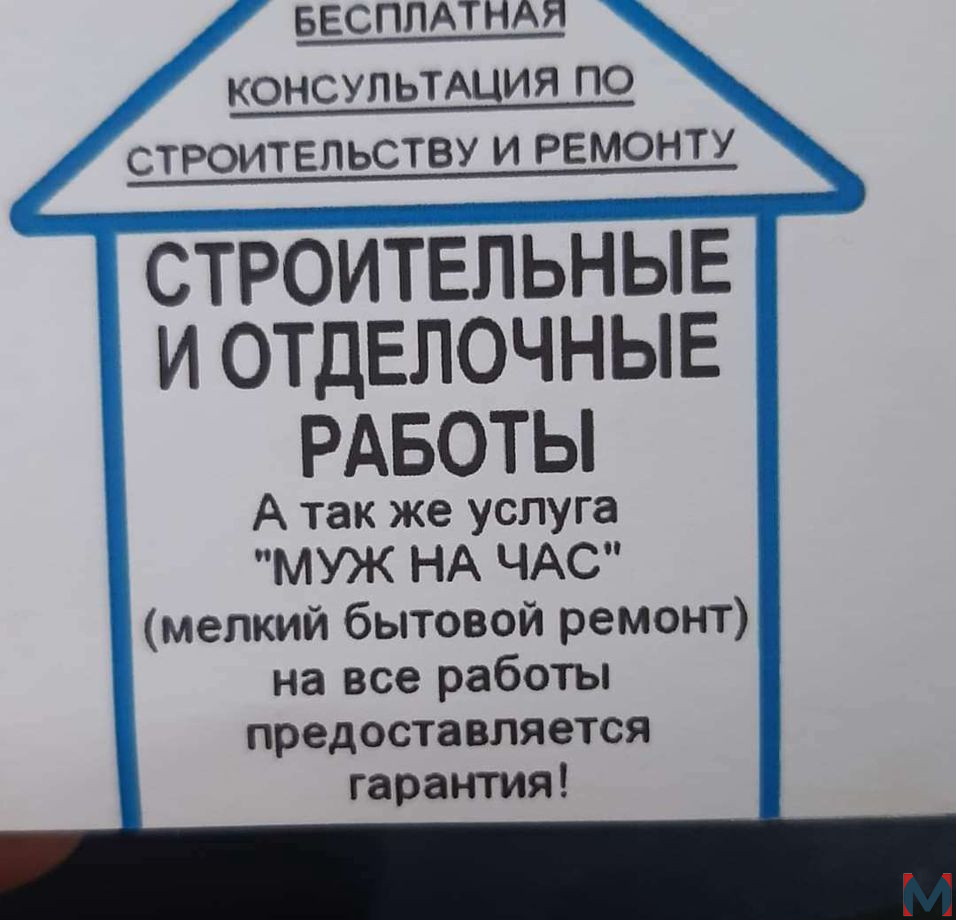 БЕСПЛАТНАЯ
КОНСУЛЬТАЦИЯ ПО
СТРОИТЕЛЬСТВУ И РЕМОНТУ
СТРОИТЕЛЬНЫЕ
И ОТДЕЛОЧНЫЕ
РАБОТЫ
А так же услуга
"МУЖ НА ЧАС"
(мелкий бытовой ремонт)
на все работы
предоставляется
гарантия!
M